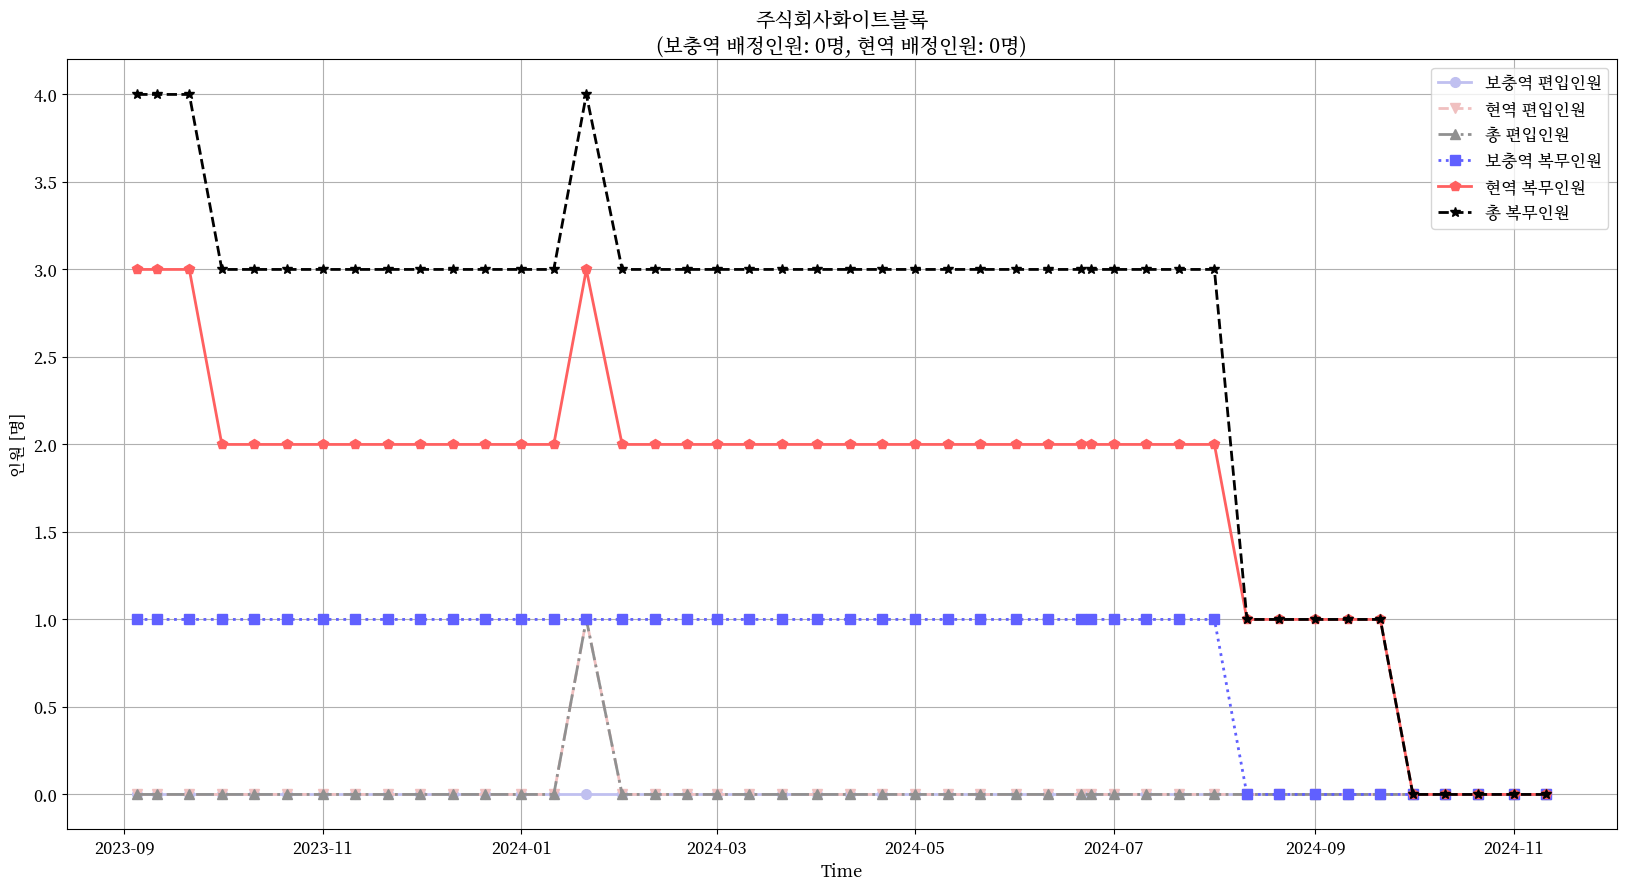 주식회사화이트블록
(보충역 배정인원: 0명, 현역 배정인원: 0명)
보충역 편입인원
현역 편입인원
총 편입인원
보충역 복무인원
현역 복무인원
총 복무인원
4.0
3.5
3.0
2.5
2.0
1.5
1.0
0.5
0.0
인원 [명]
2023-09 2023-11 2024-01 2024-03 2024-05 2024-07 2024-09 2024-11
Time